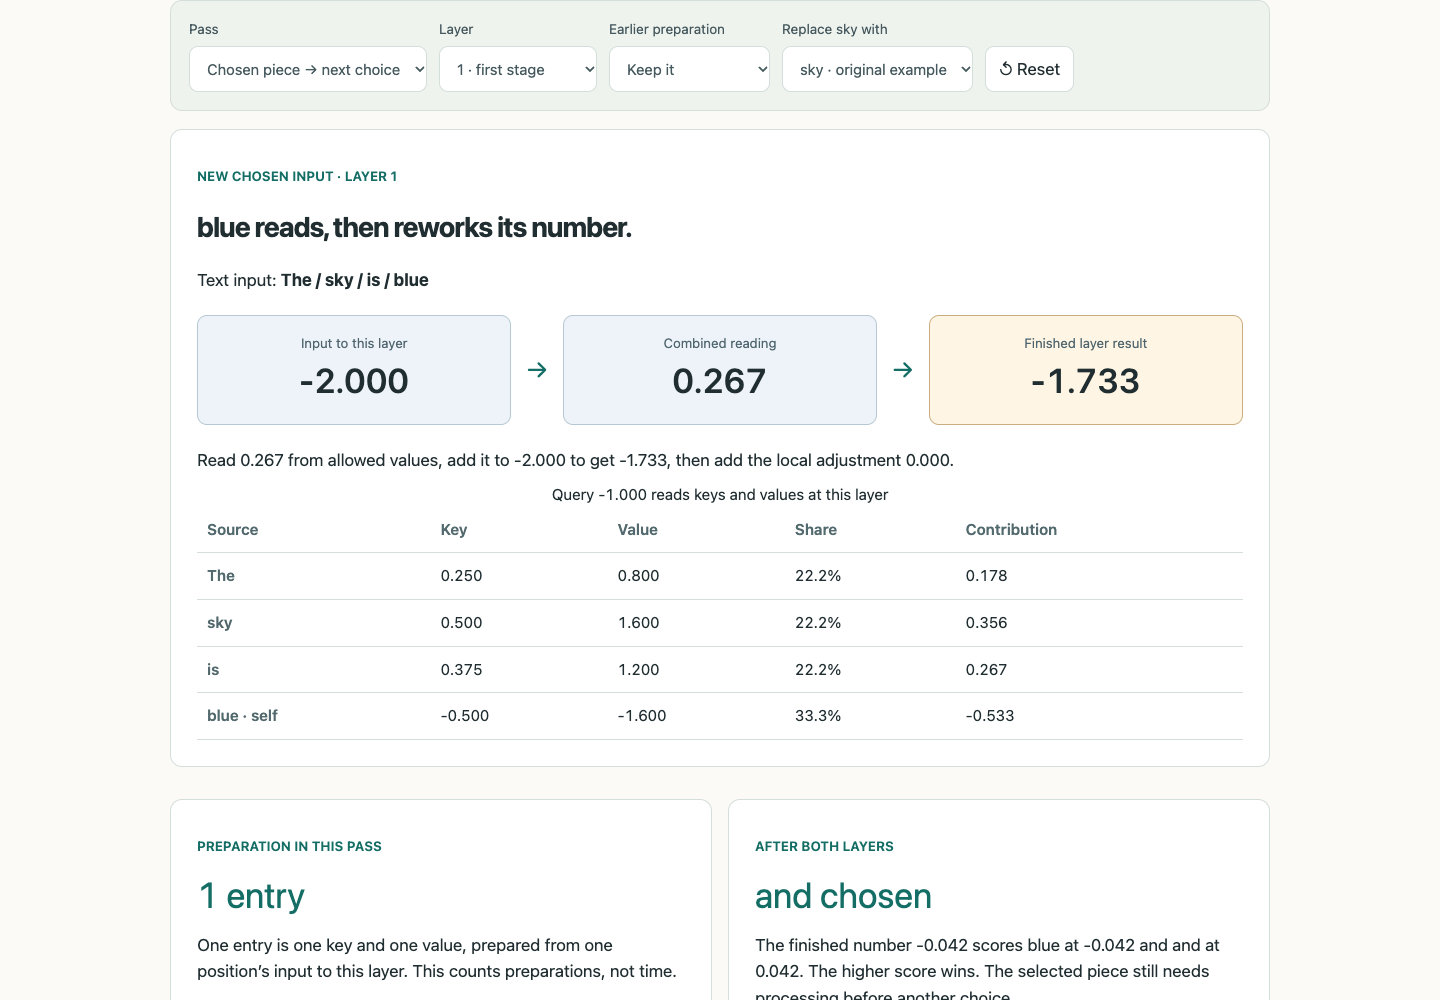 Pass
Layer
Earlier preparation
Replace sky with
Chosen piece → next choice
1 · first stage
Keep it
sky · original example
Reset
NEW CHOSEN INPUT · LAYER 1
blue reads, then reworks its number.
Text input: The / sky / is / blue
Input to this layer
-2.000
→
Combined reading
0.267
→
Finished layer result
-1.733
Read 0.267 from allowed values, add it to -2.000 to get -1.733, then add the local adjustment 0.000.
Query -1.000 reads keys and values at this layer
Source Key Value Share Contribution
The 0.250 0.800 22.2% 0.178
sky 0.500 1.600 22.2% 0.356
is 0.375 1.200 22.2% 0.267
blue · self -0.500 -1.600 33.3% -0.533
PREPARATION IN THIS PASS
1 entry
One entry is one key and one value, prepared from one
position’s input to this layer. This counts preparations, not time.
AFTER BOTH LAYERS
and chosen
The finished number -0.042 scores blue at -0.042 and and at
0.042. The higher score wins. The selected piece still needs
processing before another choice.